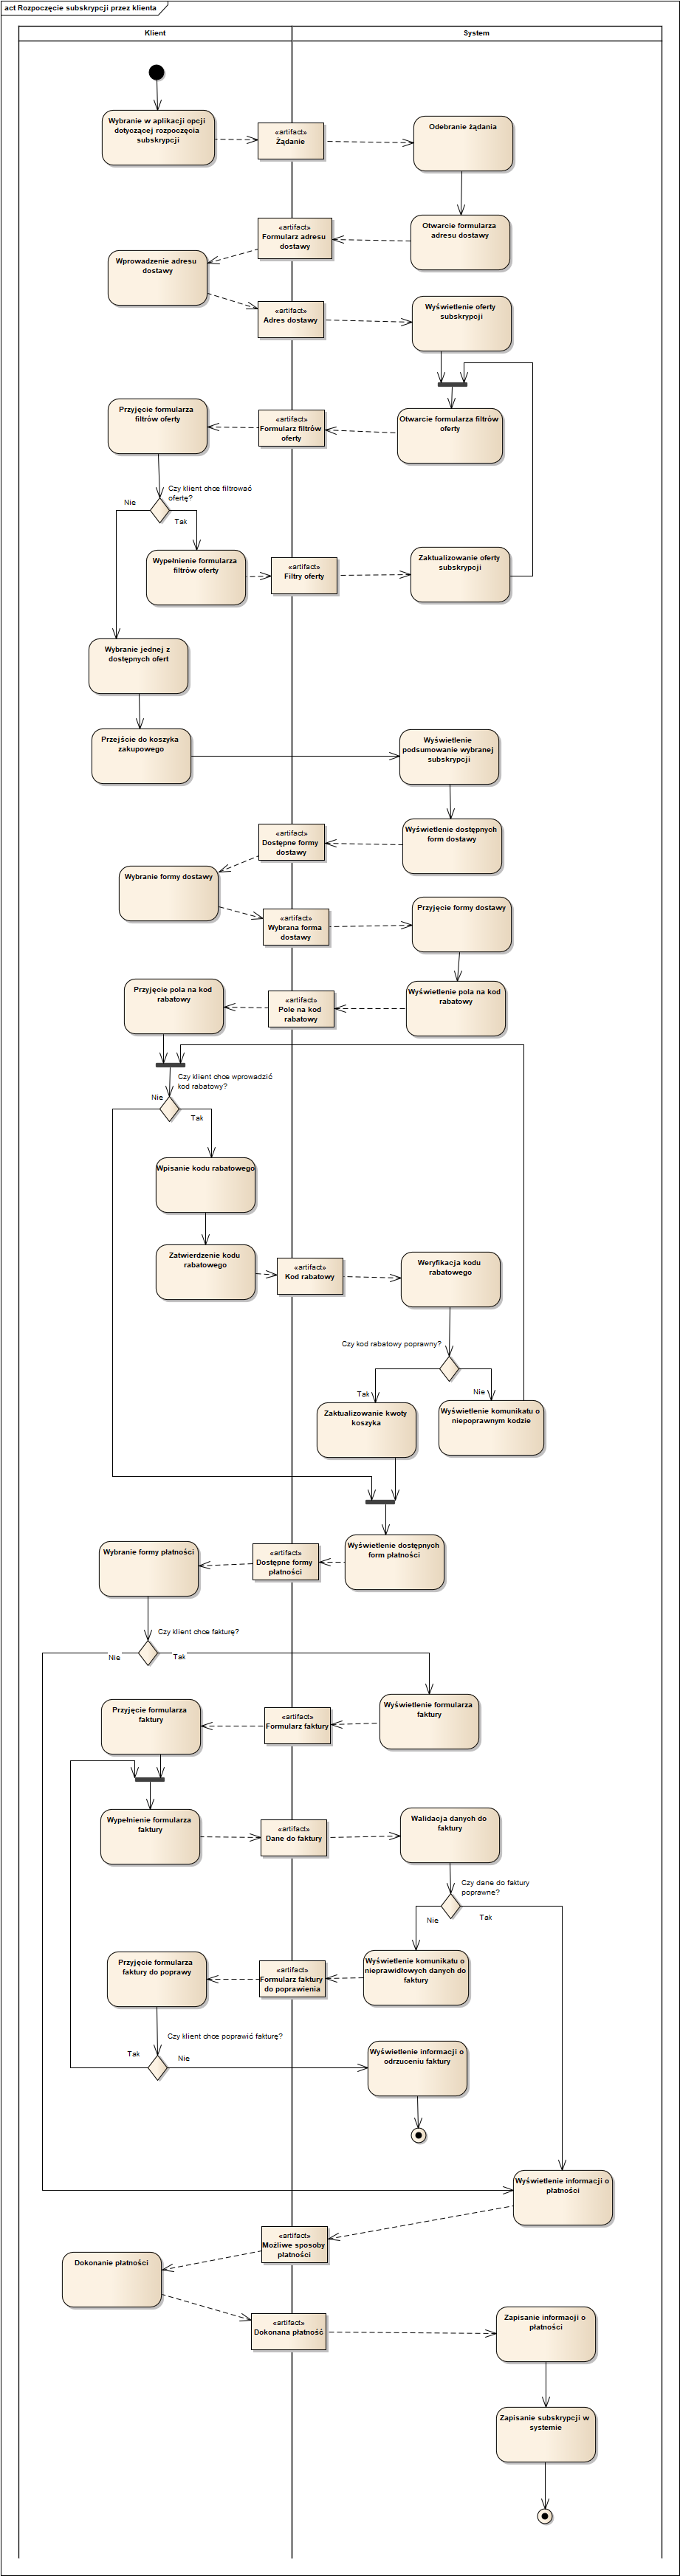 act Rozpoczęcie subskrypcji przez klienta
Klient
System
Wybranie w aplikacji opcji
dotyczącej rozpoczęcia
subskrypcji
«artifact»
Żądanie
Odebranie żądania
«artifact»
Formularz adresu
dostawy
Otwarcie formularza
adresu dostawy
Wprowadzenie adresu
dostawy
«artifact»
Adres dostawy
Wyświetlenie oferty
subskrypcji
Przyjęcie formularza
filtrów oferty
«artifact»
Formularz filtrów
oferty
Otwarcie formularza filtrów
oferty
Czy klient chce filtrować
ofertę?
Nie
Tak
Wypełnienie formularza
filtrów oferty
«artifact»
Filtry oferty
Zaktualizowanie oferty
subskrypcji
Wybranie jednej z
dostępnych ofert
Przejście do koszyka
zakupowego
Wyświetlenie
podsumowanie wybranej
subskrypcji
«artifact»
Dostępne formy
dostawy
Wyświetlenie dostępnych
form dostawy
Wybranie formy dostawy
«artifact»
Wybrana forma
dostawy
Przyjęcie formy dostawy
Przyjęcie pola na kod
rabatowy
«artifact»
Pole na kod
rabatowy
Wyświetlenie pola na kod
rabatowy
Czy klient chce wprowadzić
kod rabatowy?
Nie
Tak
Wpisanie kodu rabatowego
Zatwierdzenie kodu
rabatowego
«artifact»
Kod rabatowy
Weryfikacja kodu
rabatowego
Czy kod rabatowy poprawny?
Tak
Nie
Zaktualizowanie kwoty
koszyka
Wyświetlenie komunikatu o
niepoprawnym kodzie
Wybranie formy płatności
«artifact»
Dostępne formy
płatności
Wyświetlenie dostępnych
form płatności
Czy klient chce fakturę?
Nie
Tak
Przyjęcie formularza
faktury
«artifact»
Formularz faktury
Wyświetlenie formularza
faktury
Wypełnienie formularza
faktury
«artifact»
Dane do faktury
Walidacja danych do
faktury
Czy dane do faktury
poprawne?
Nie
Tak
Przyjęcie formularza
faktury do poprawy
«artifact»
Formularz faktury
do poprawienia
Wyświetlenie komunikatu o
nieprawidłowych danych do
faktury
Czy klient chce poprawić fakturę?
Tak
Nie
Wyświetlenie informacji o
odrzuceniu faktury
Wyświetlenie informacji o
płatności
«artifact»
Możliwe sposoby
płatności
Dokonanie płatności
«artifact»
Dokonana płatność
Zapisanie informacji o
płatności
Zapisanie subskrypcji w
systemie